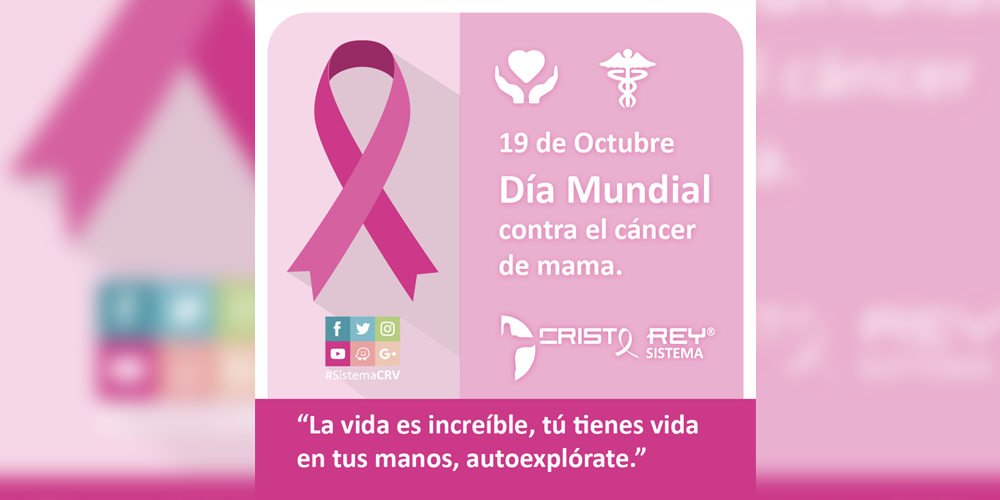 19 de Octubre
Día Mundial
contra el cáncer
de mama.
CRISTO REY®
SISTEMA
#SistemaCRV
“La vida es increíble, tú tienes vida
en tus manos, autoexplórate.”